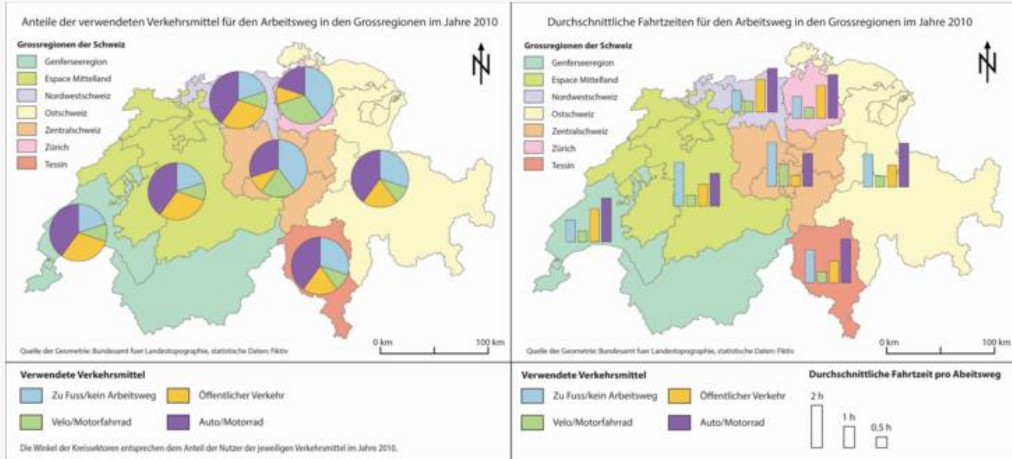 Anteile der verwendeten Verkehrsmittel für den Arbeitsweg in den Grossregionen im Jahre 2010
Grossregionen der Schweiz
Genferseeregion
Espace Mittelland
Nordwestschweiz
Ostschweiz
Zentralschweiz
Zürich
Tessin
N
0 km 100 km
Quelle der Geometrie: Bundesamt fuer Landestopographie, statistische Daten: Fiktiv
Verwendete Verkehrsmittel
Zu Fuss/kein Arbeitsweg Öffentlicher Verkehr
Velo/Motorfahrrad Auto/Motorrad
Die Winkel der Kreissektoren entsprechen dem Anteil der Nutzer der jeweiligen Verkehrsmittel im Jahre 2010.
Durchschnittliche Fahrtzeiten für den Arbeitsweg in den Grossregionen im Jahre 2010
Grossregionen der Schweiz
Genferseeregion
Espace Mittelland
Nordwestschweiz
Ostschweiz
Zentralschweiz
Zürich
Tessin
N
0 km 100 km
Quelle der Geometrie: Bundesamt fuer Landestopographie, statistische Daten: Fiktiv
Verwendete Verkehrsmittel
Zu Fuss/kein Arbeitsweg Öffentlicher Verkehr
Velo/Motorfahrrad Auto/Motorrad
Durchschnittliche Fahrtzeit pro Abeitsweg
2 h
1 h
0,5 h